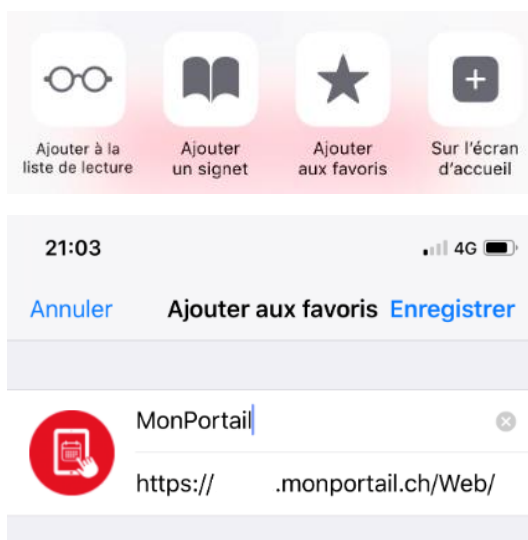 Ajouter à la
liste de lecture
Ajouter
un signet
Ajouter
aux favoris
Sur l'écran
d'accueil
21:03 4G
Annuler Ajouter aux favoris Enregistrer
MonPortail
https:// .monportail.ch/Web/